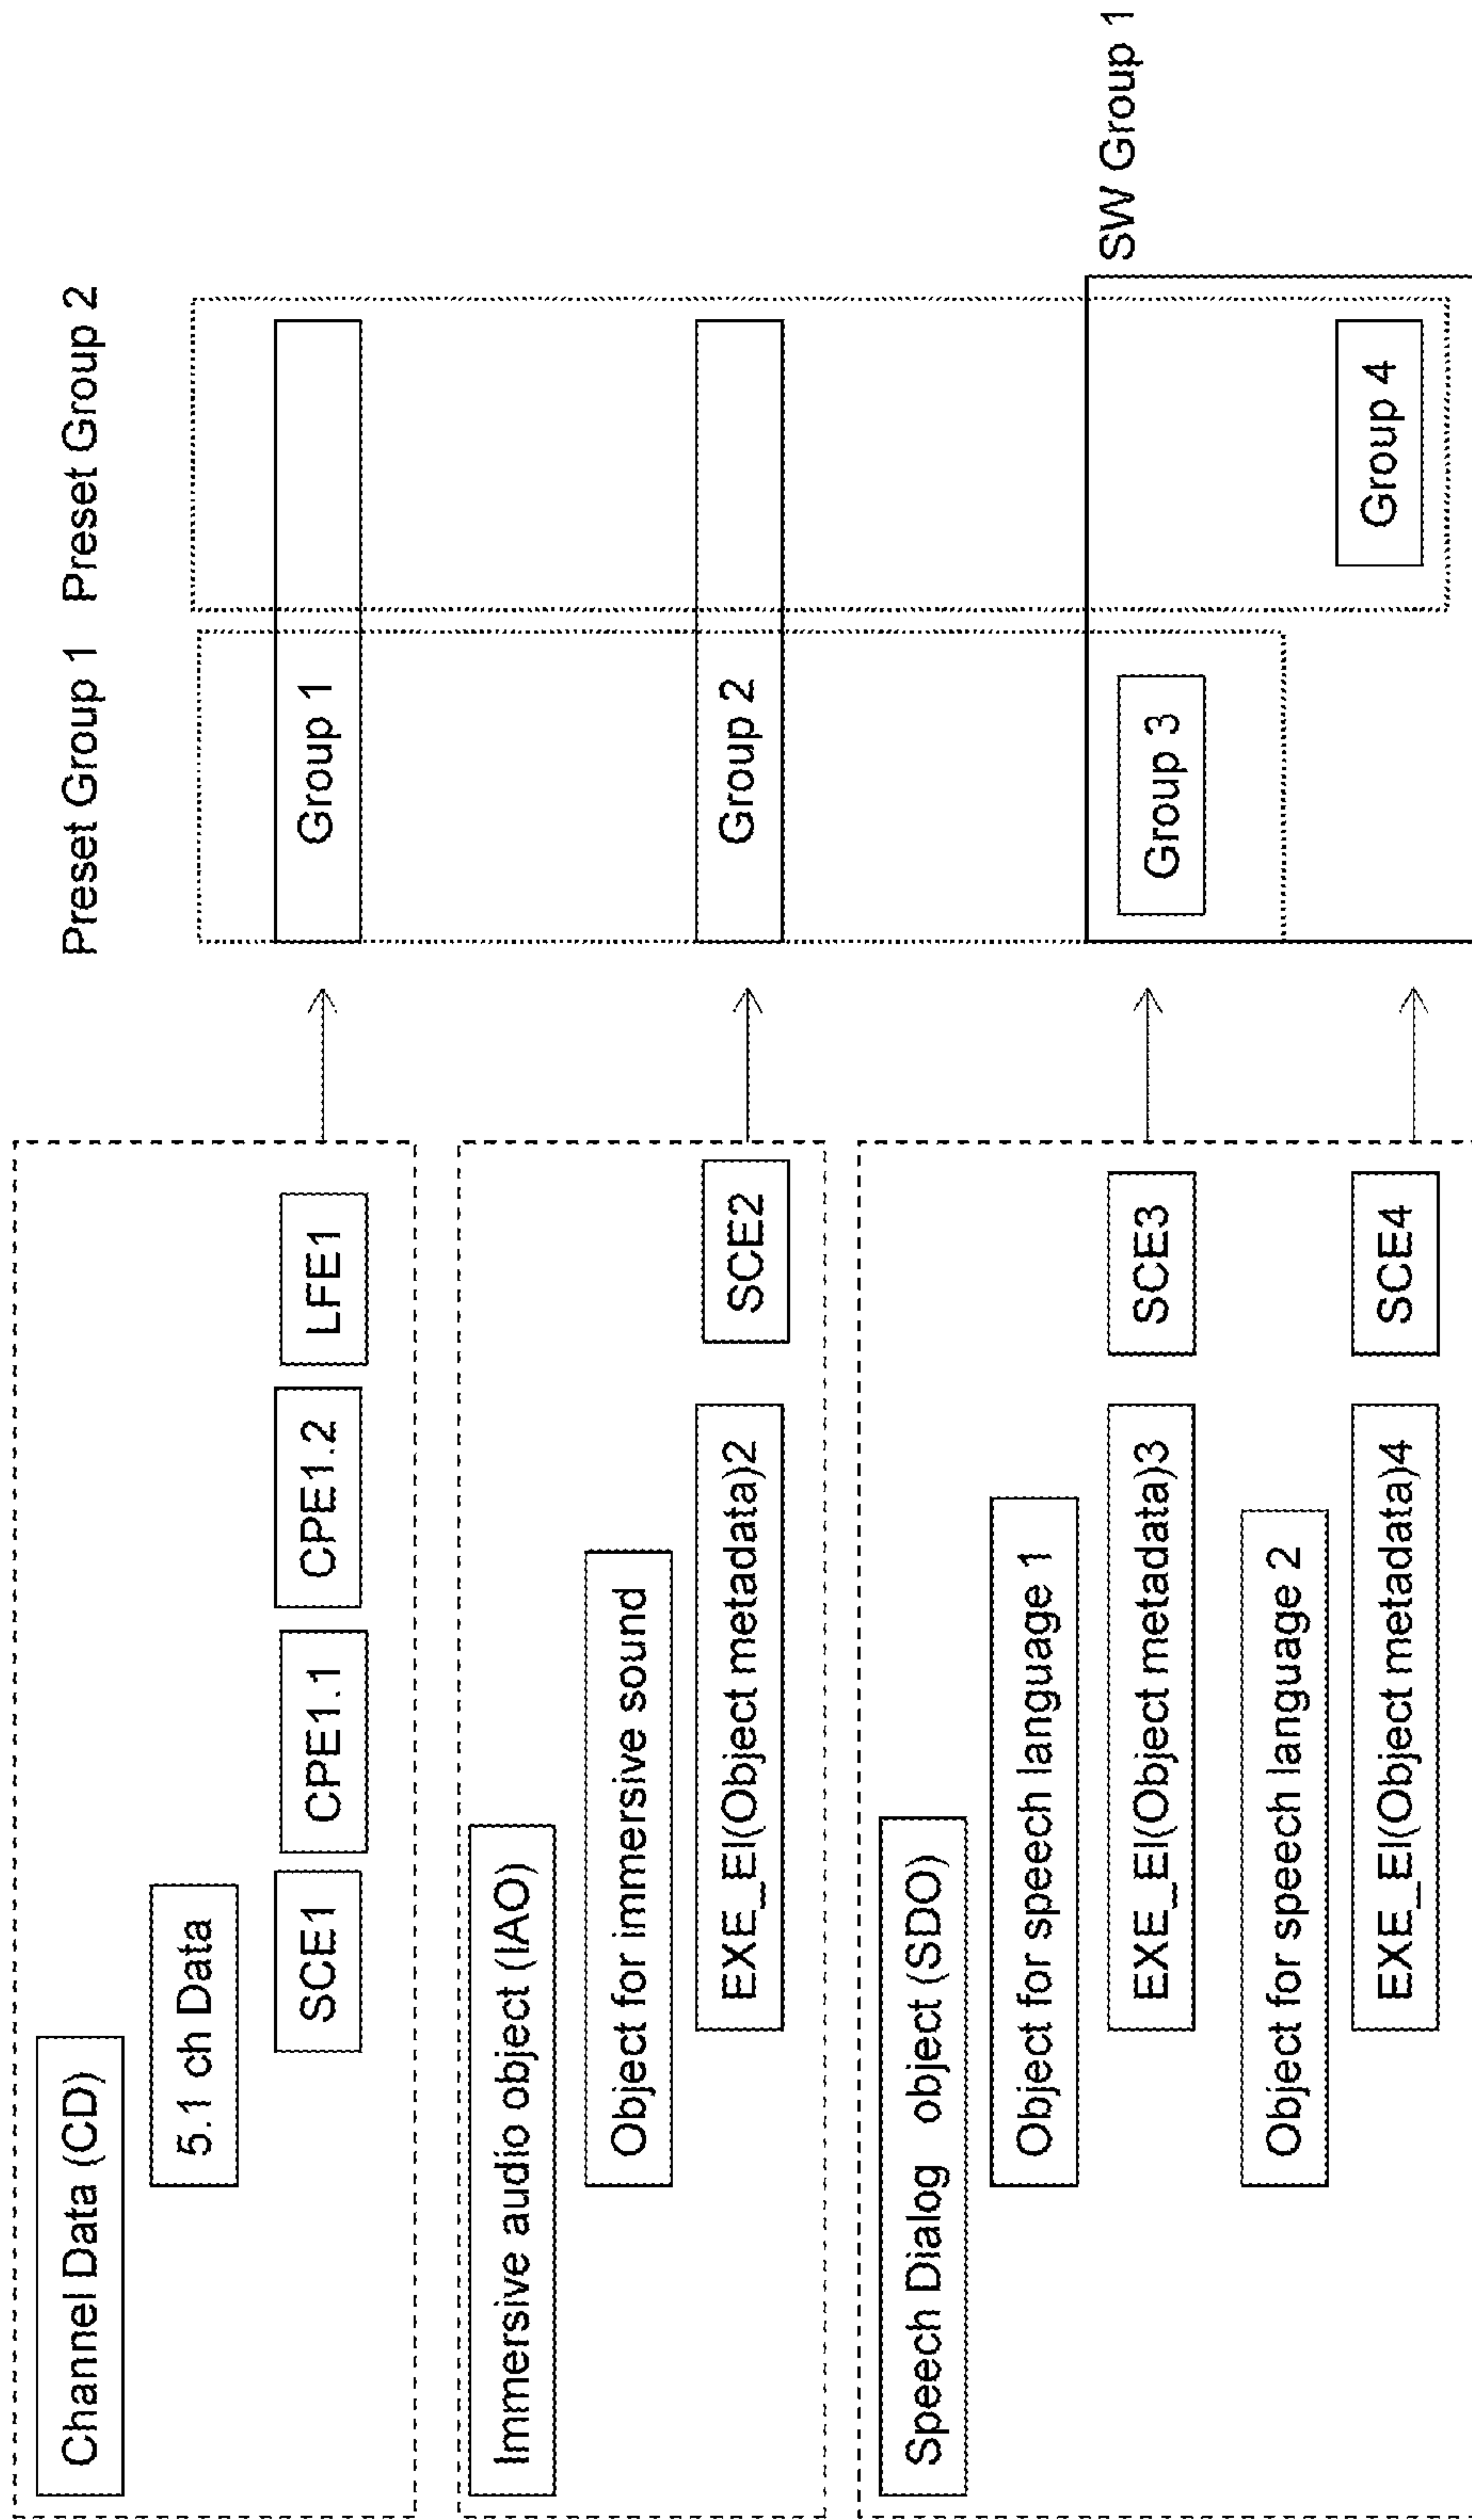 Preset Group 1 Preset Group 2
Channel Data (CD)
5.1 ch Data
SCE1 CPE1.1 CPE1.2 LFE1
Group 1
Immersive audio object (IAO)
Object for immersive sound
EXE_El(Object metadata)2 SCE2
Group 2
Speech Dialog object (SDO)
Object for speech language 1
EXE_El(Object metadata)3 SCE3
Group 3
SW Group 1
Object for speech language 2
EXE_El(Object metadata)4 SCE4
Group 4